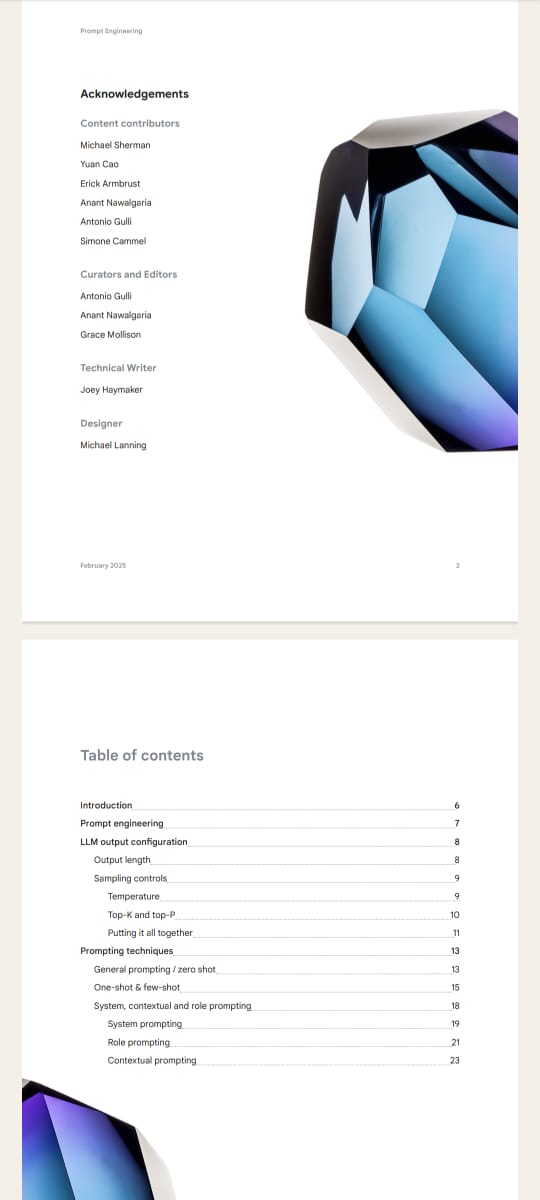 Prompt Engineering
Acknowledgements
Content contributors
Michael Sherman
Yuan Cao
Erick Armbrust
Anant Nawalgaria
Antonio Gulli
Simone Cammel
Curators and Editors
Antonio Gulli
Anant Nawalgaria
Grace Mollison
Technical Writer
Joey Haymaker
Designer
Michael Lanning
February 2025 2
Table of contents
Introduction 6
Prompt engineering 7
LLM output configuration 8
Output length 8
Sampling controls 9
Temperature 9
Top-K and top-P 10
Putting it all together 11
Prompting techniques 13
General prompting / zero shot 13
One-shot & few-shot 15
System, contextual and role prompting 18
System prompting 19
Role prompting 21
Contextual prompting 23